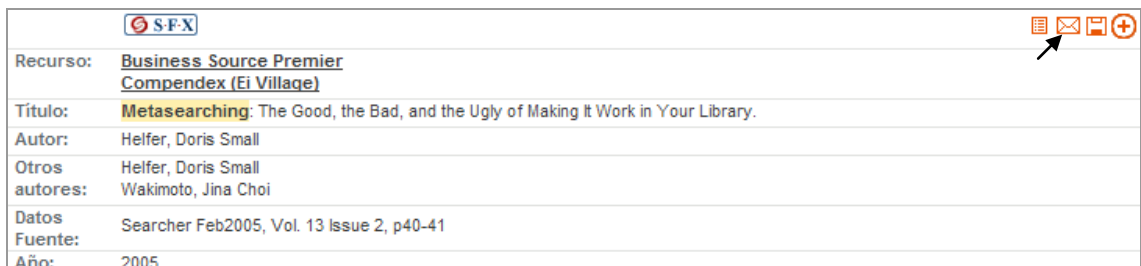 S·F·X
Recurso: Business Source Premier
Compendex (Ei Village)
Título: Metasearching: The Good, the Bad, and the Ugly of Making It Work in Your Library.
Autor: Helfer, Doris Small
Otros autores: Helfer, Doris Small
Wakimoto, Jina Choi
Datos Fuente: Searcher Feb2005, Vol. 13 Issue 2, p40-41
Año: 2005